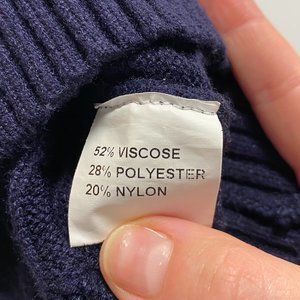 52% VISCOSE
28% POLYESTER
20% NYLON